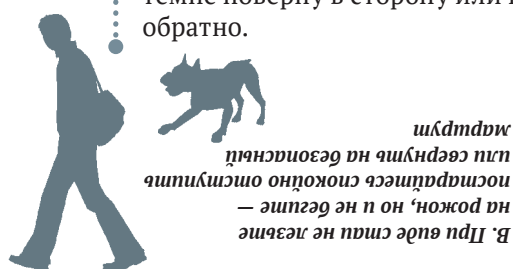 темпе поверну в сторону или
обратно.
В. При виде стаи не лезьте
на рожон, но и не бегите —
постарайтесь спокойно отступить
или свернуть на безопасный
маршрут